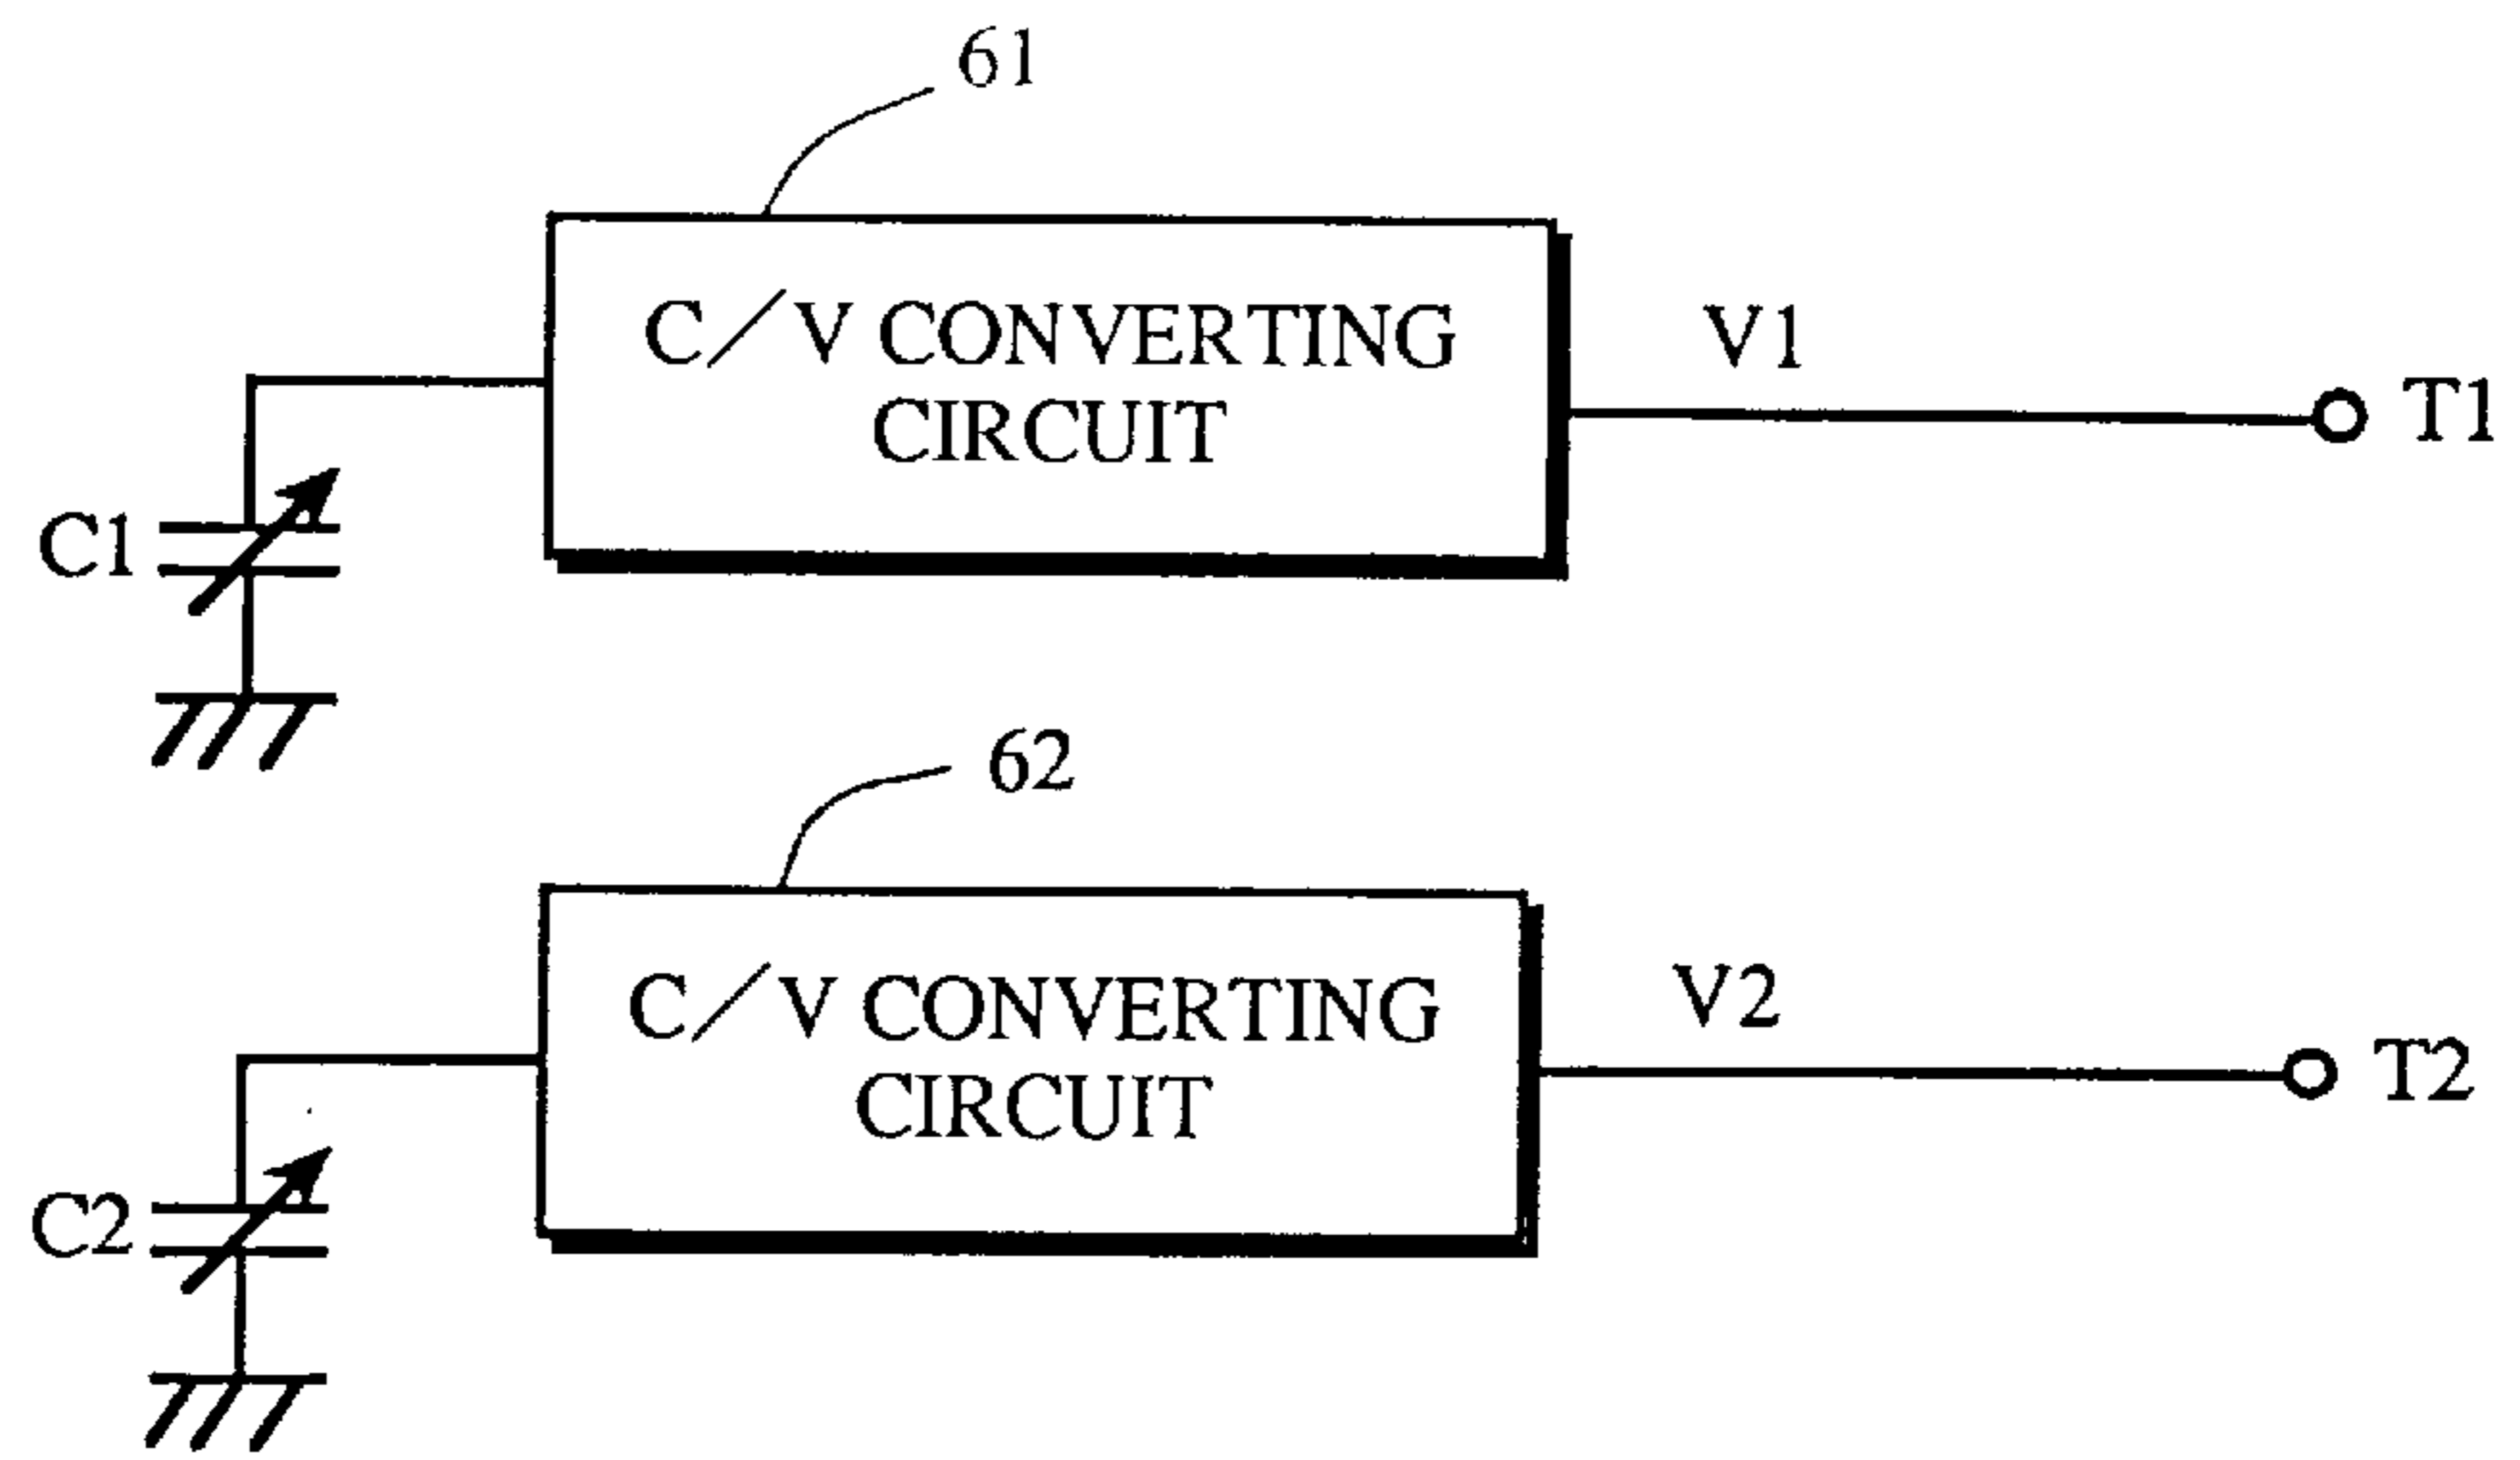 61
C/V CONVERTING
CIRCUIT
V1
T1
C1
62
C/V CONVERTING
CIRCUIT
V2
T2
C2